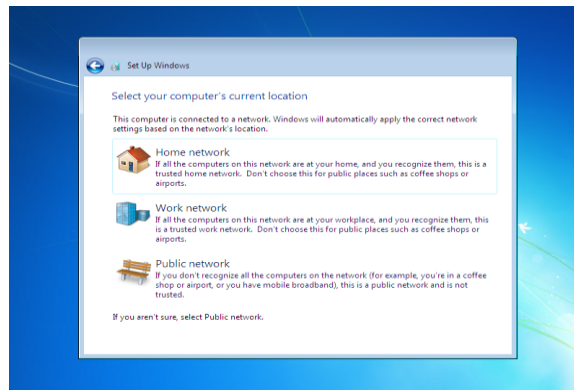 Set Up Windows
Select your computer's current location
This computer is connected to a network. Windows will automatically apply the correct network
settings based on the network's location.
Home network
If all the computers on this network are at your home, and you recognize them, this is a
trusted home network.  Don't choose this for public places such as coffee shops or
airports.
Work network
If all the computers on this network are at your workplace, and you recognize them, this
is a trusted work network.  Don't choose this for public places such as coffee shops or
airports.
Public network
If you don't recognize all the computers on the network (for example, you're in a coffee
shop or airport, or you have mobile broadband), this is a public network and is not
trusted.
If you aren't sure, select Public network.